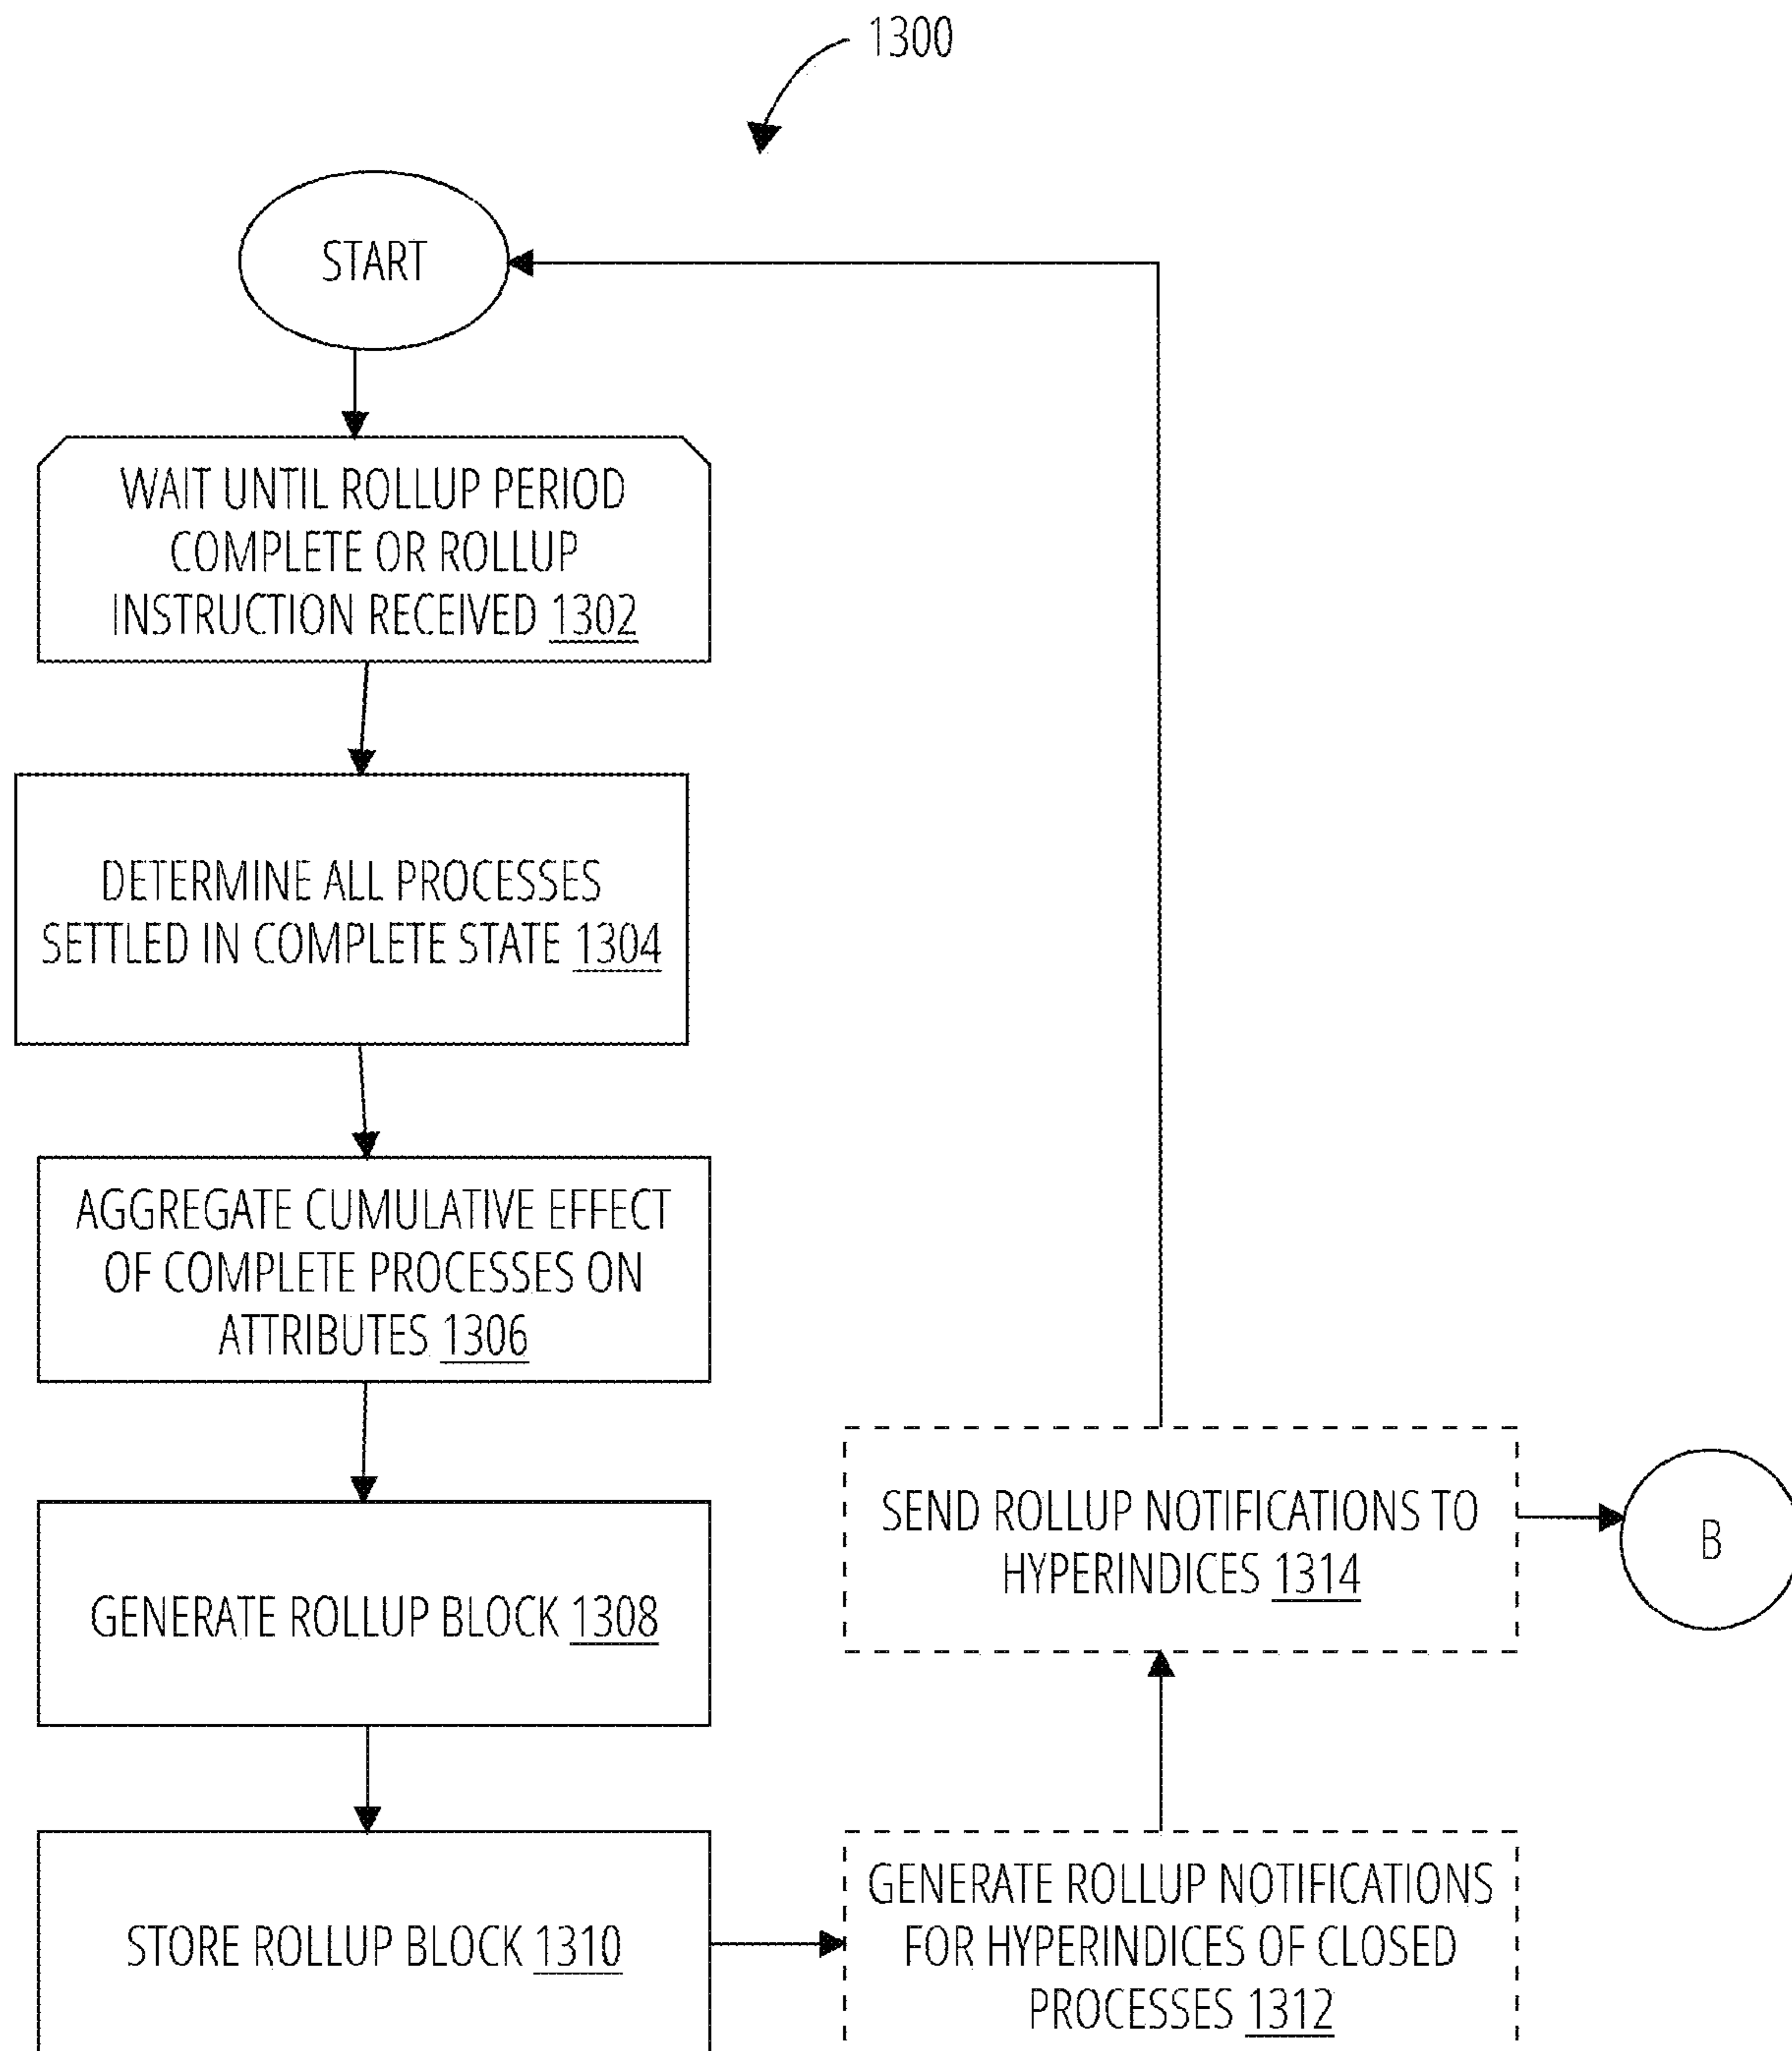 1300
START
WAIT UNTIL ROLLUP PERIOD
COMPLETE OR ROLLUP
INSTRUCTION RECEIVED 1302
DETERMINE ALL PROCESSES
SETTLED IN COMPLETE STATE 1304
AGGREGATE CUMULATIVE EFFECT
OF COMPLETE PROCESSES ON
ATTRIBUTES 1306
GENERATE ROLLUP BLOCK 1308
STORE ROLLUP BLOCK 1310
GENERATE ROLLUP NOTIFICATIONS
FOR HYPERINDICES OF CLOSED
PROCESSES 1312
SEND ROLLUP NOTIFICATIONS TO
HYPERINDICES 1314
B